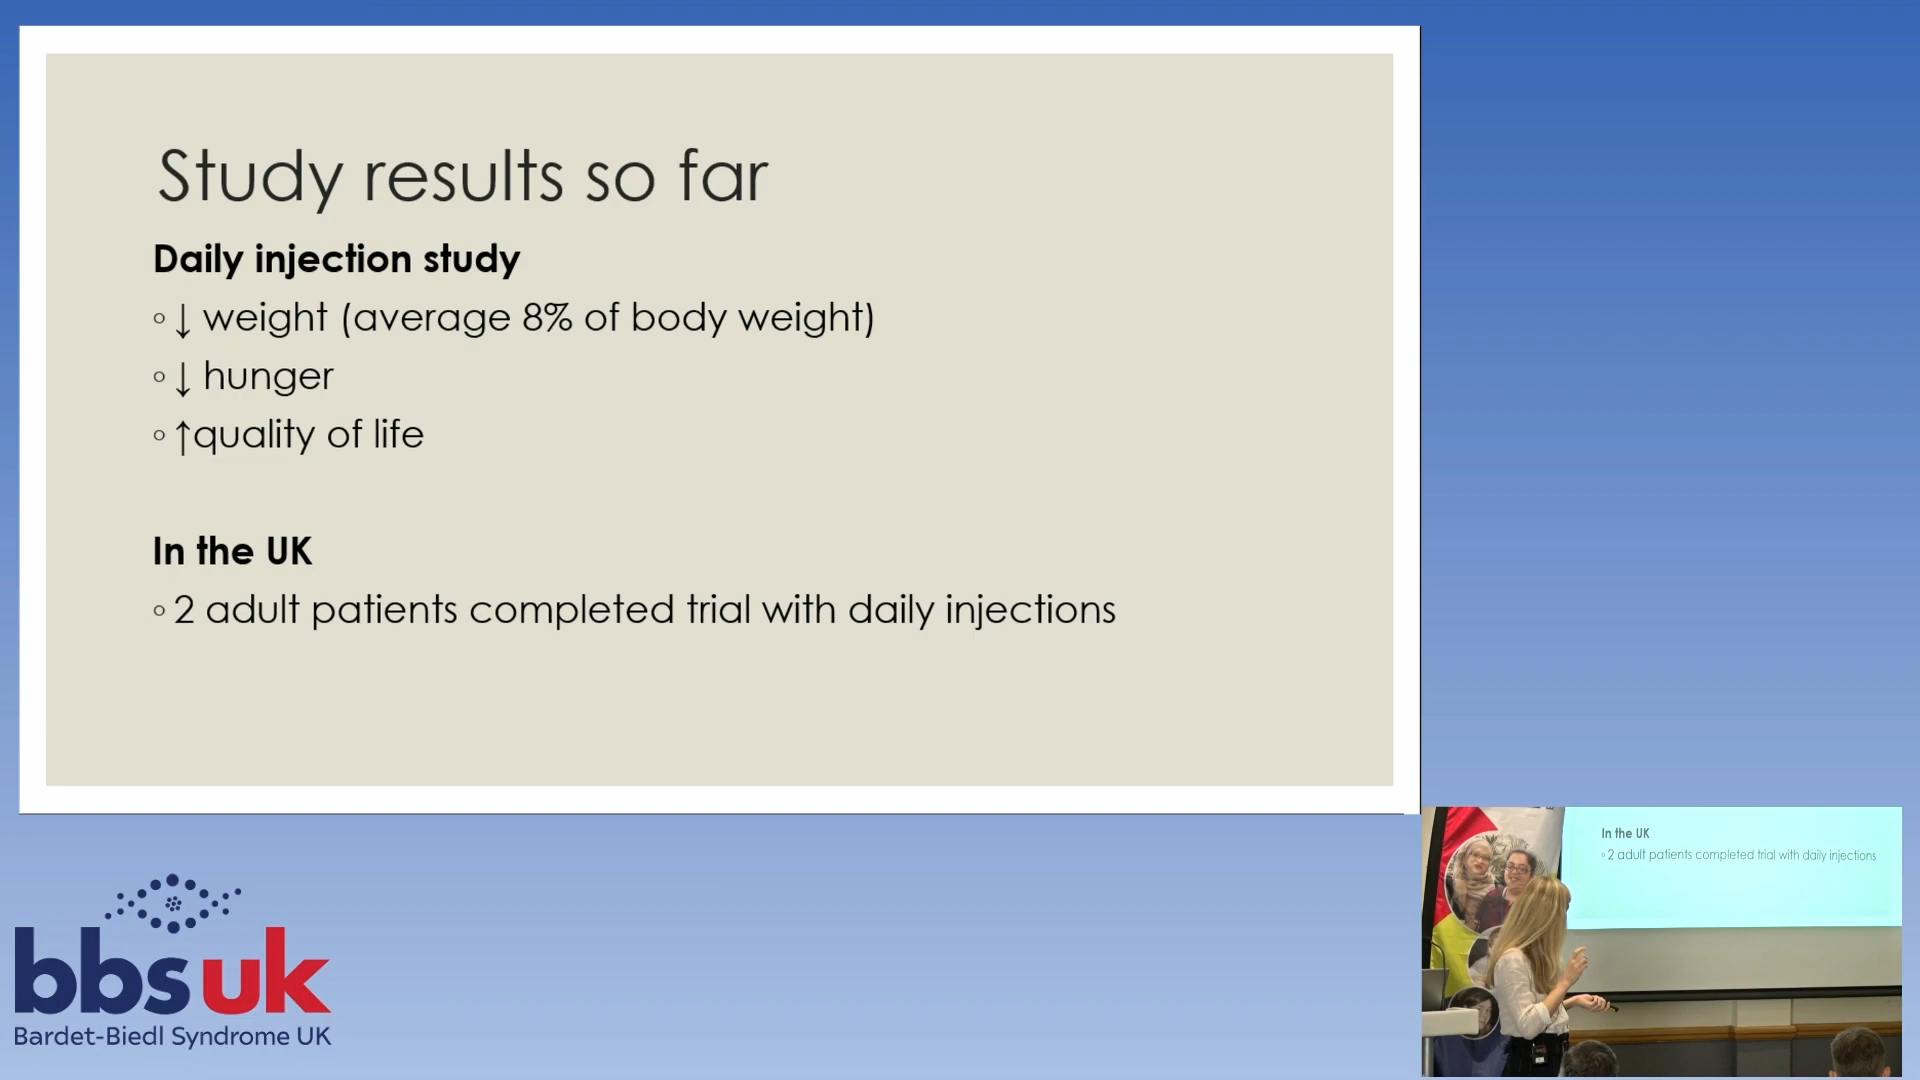 Study results so far
Daily injection study
◦ ↓ weight (average 8% of body weight)
◦ ↓ hunger
◦ ↑quality of life
In the UK
◦ 2 adult patients completed trial with daily injections
In the UK
◦ 2 adult patients completed trial with daily injections
bbsuk
Bardet-Biedl Syndrome UK